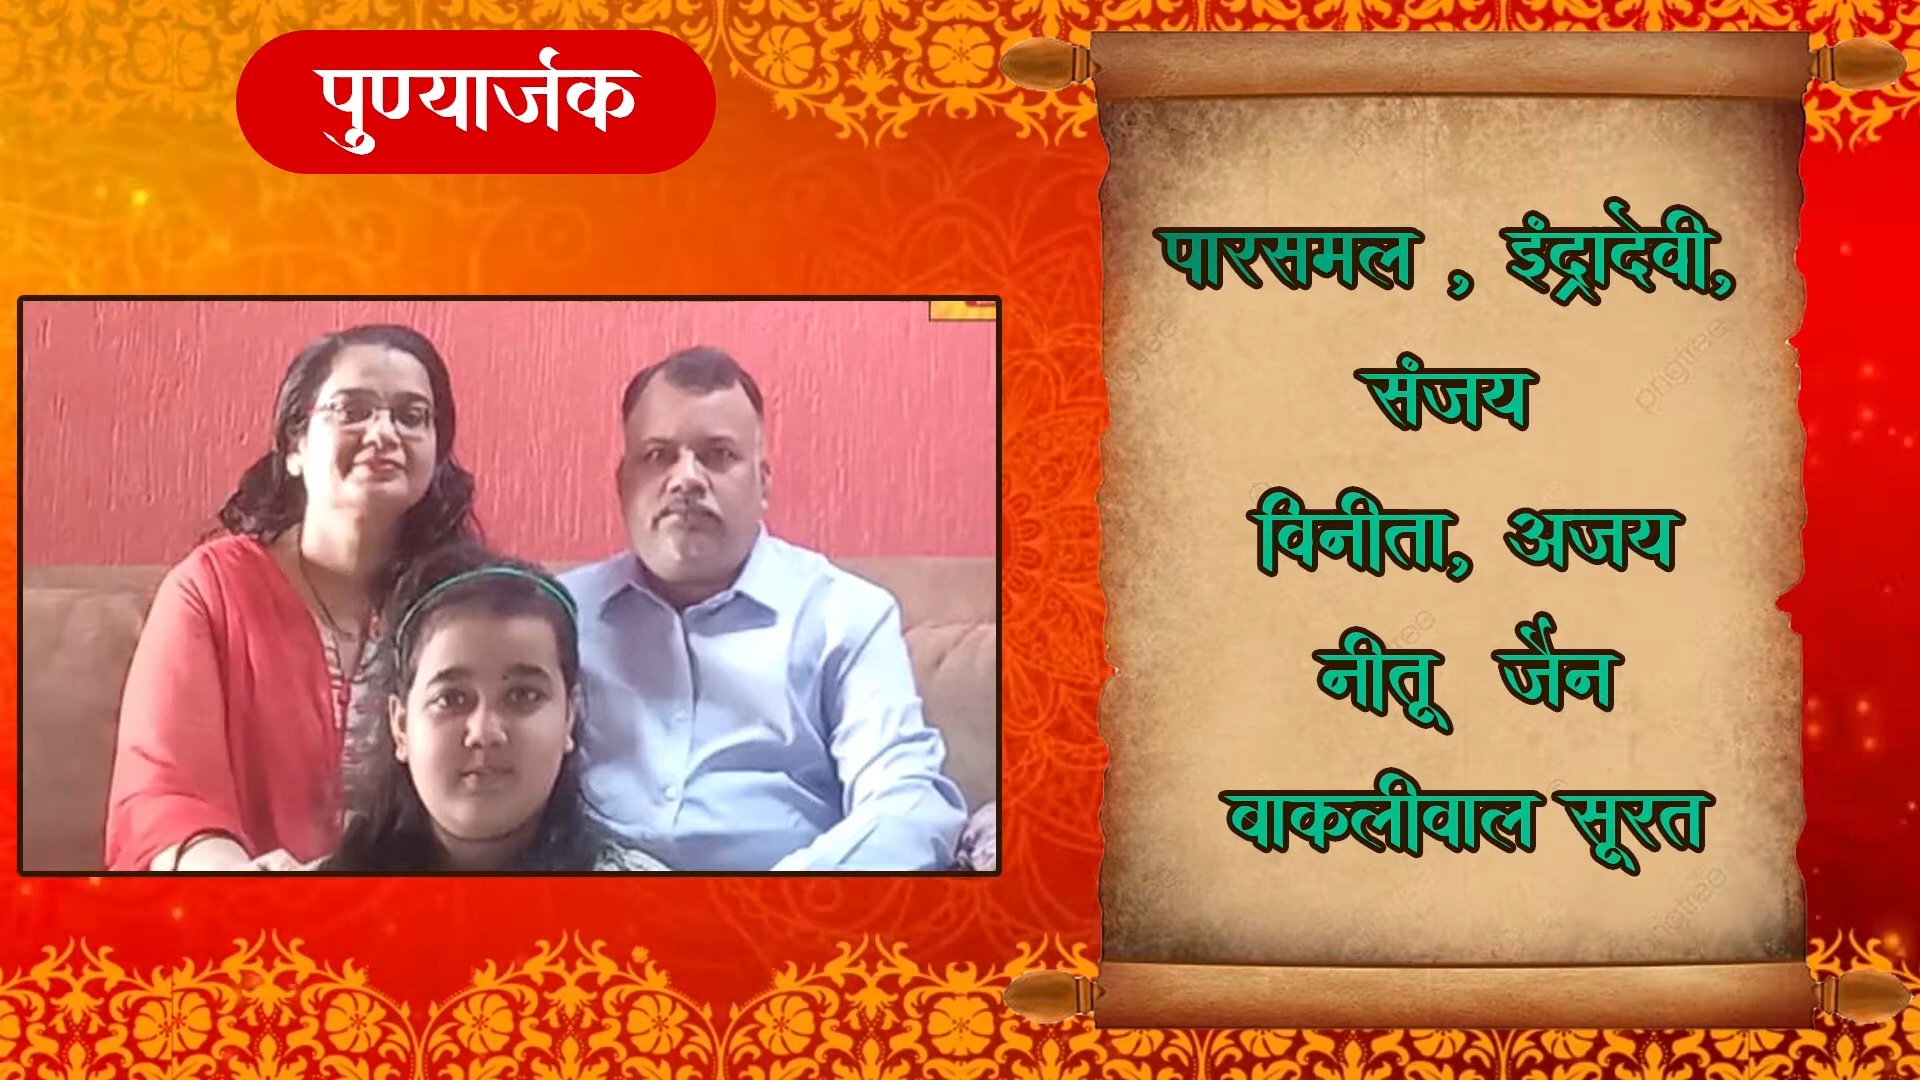 पुण्यार्जक
पारसमल , इंद्रादेवी,
संजय
विनीता, अजय
नीतू जैन
बाकलीवाल सूरत